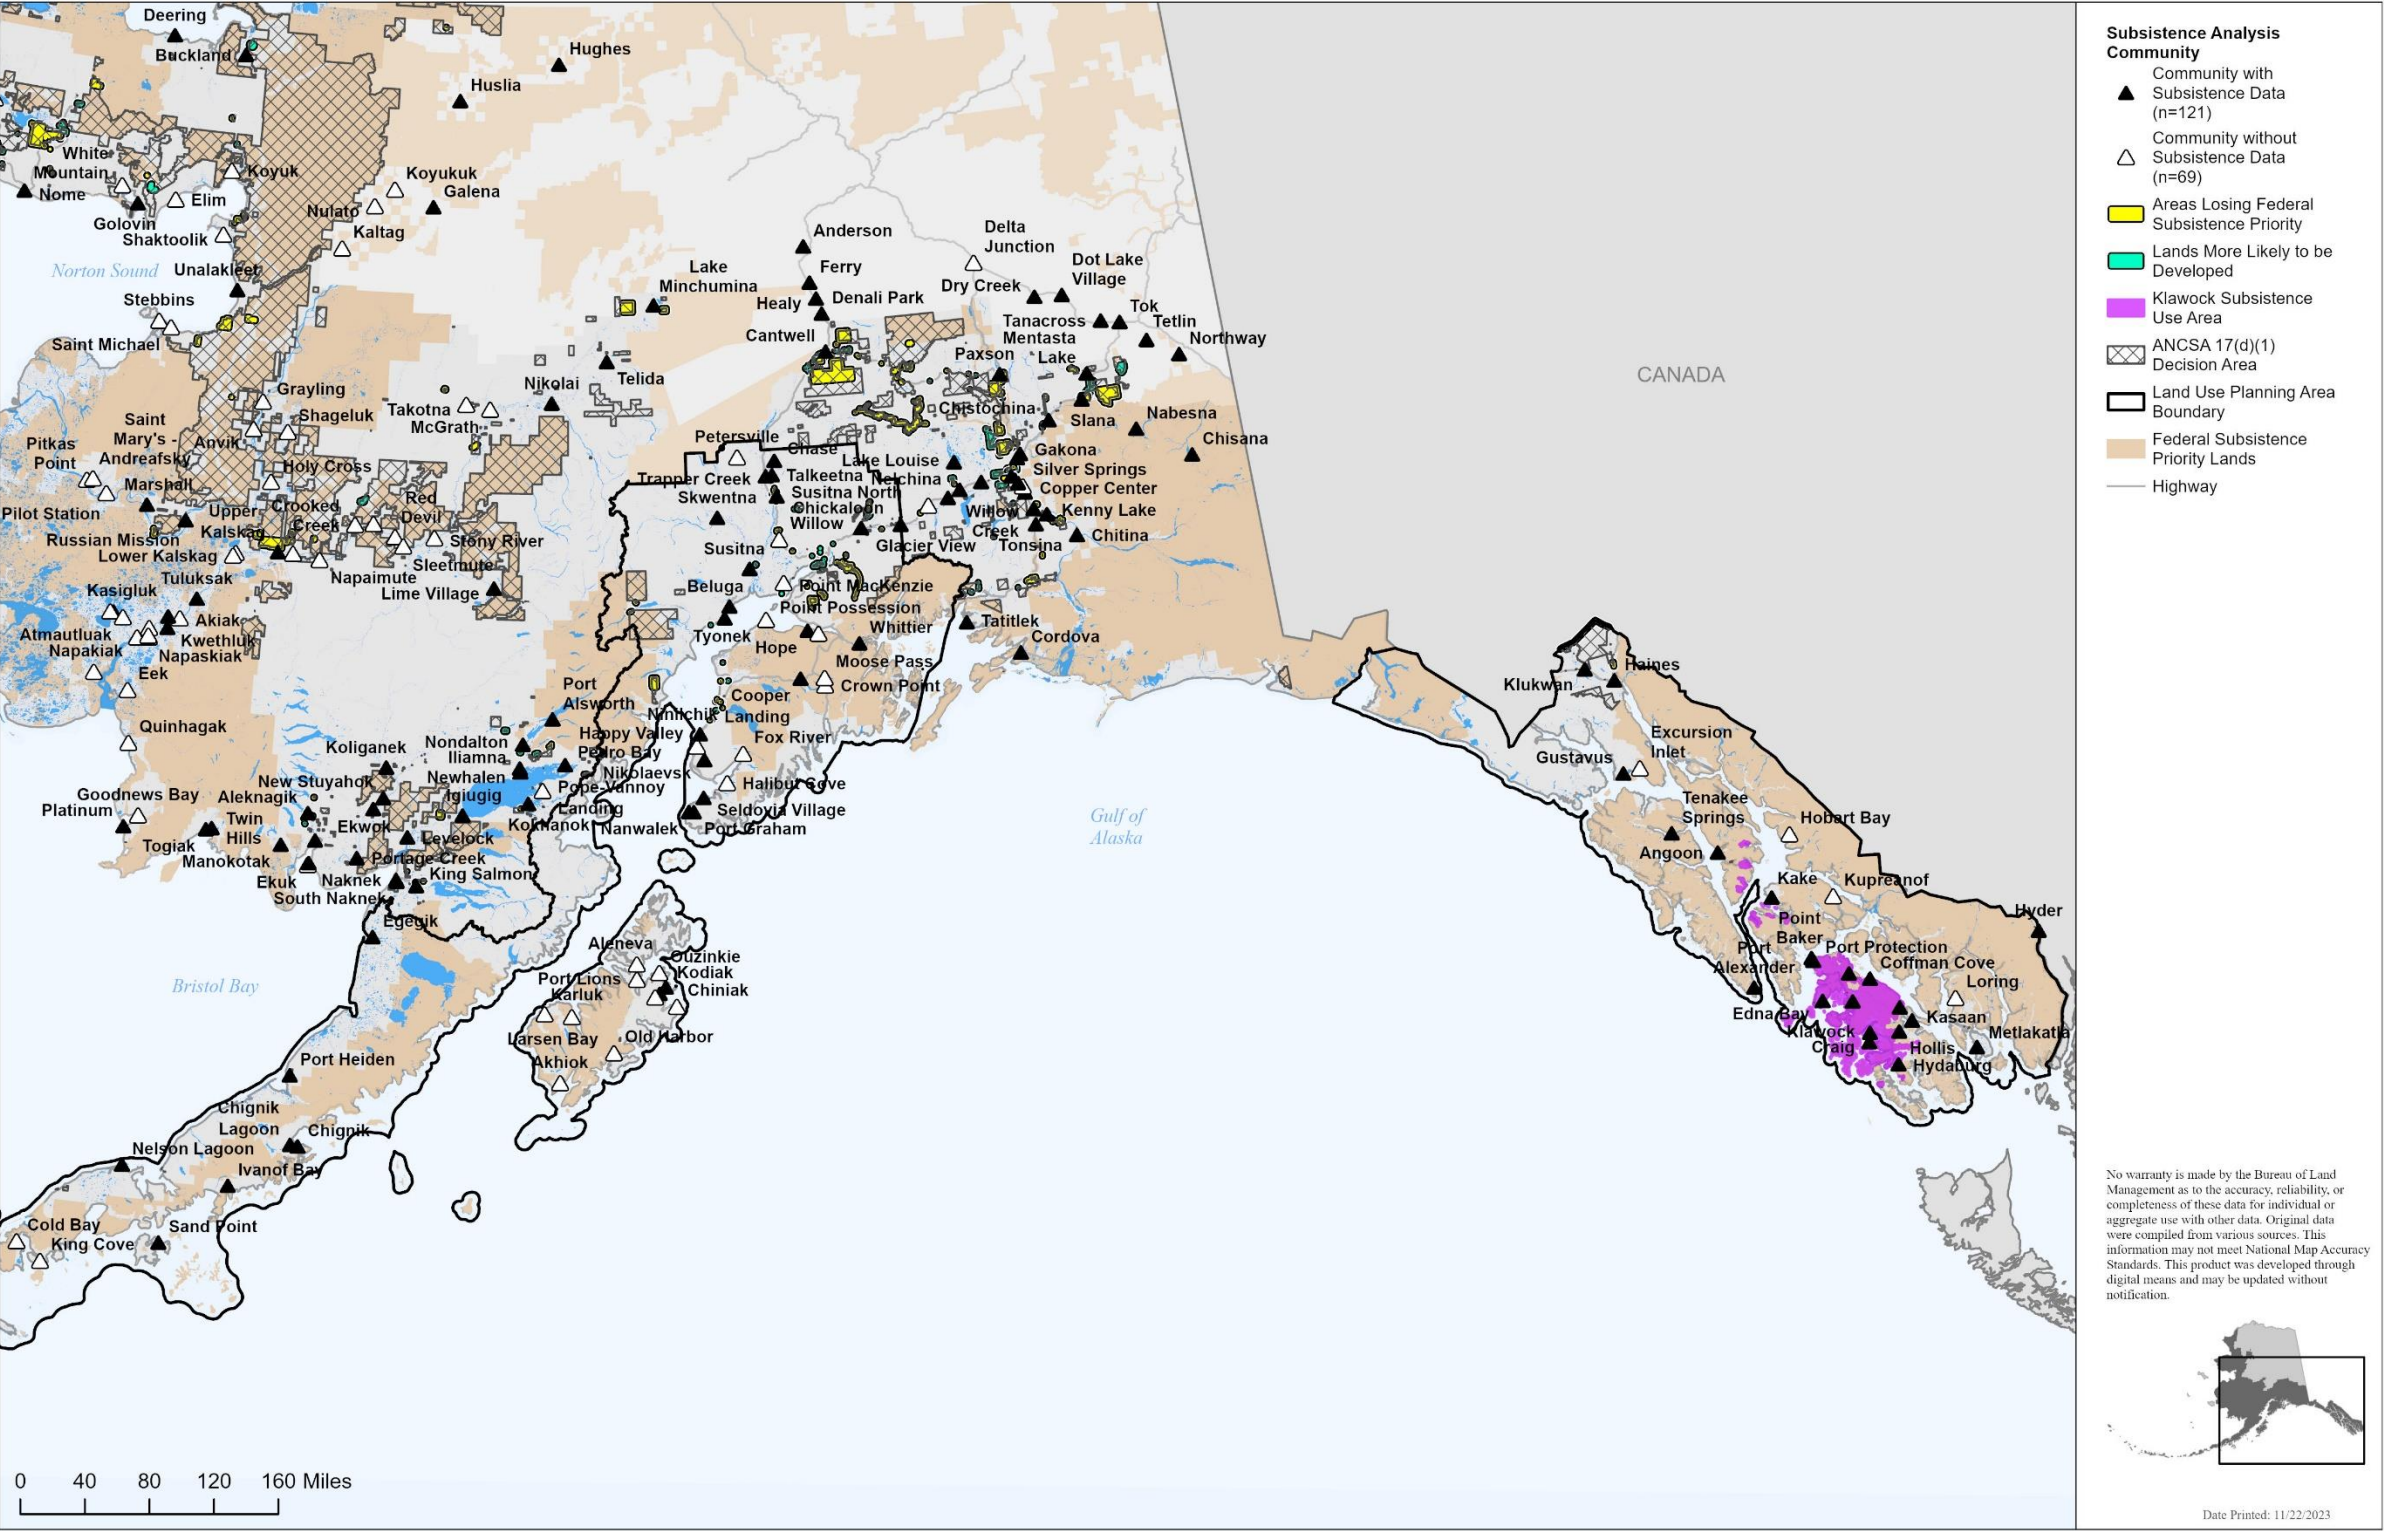 Deering
Buckland
Hughes
Huslia
White
Mountain
Nome
Koyuk
Koyukuk
Galena
Elim
Golovin
Nulato
Shaktoolik
Kaltag
Norton Sound
Unalakleet
Stebbins
Saint Michael
Anderson
Delta
Junction
Lake
Minchumina
Ferry
Dot Lake
Village
Dry Creek
Healy
Denali Park
Tok
Tanacross
Tetlin
Cantwell
Mentasta
Lake
Northway
Paxson
Nikolai
Telida
Grayling
Shageluk
Takotna
McGrath
Chistochina
Slana
Nabesna
Chisana
Saint
Mary's -
Andreafsky
Pitkas
Point
Anvik
Holy Cross
Marshall
Petersville
Chase
Lake Louise
Gakona
Trapper Creek
Talkeetna
Nelchina
Silver Springs
Skwentna
Susitna North
Copper Center
Chickaloon
Willow
Willow
Creek
Kenny Lake
Pilot Station
Upper
Kalskag
Crooked
Creek
Red
Devil
Russian Mission
Stony River
Lower Kalskag
Susitna
Glacier View
Tonsina
Chitina
Sleetmute
Tuluksak
Napaimute
Kasigluk
Lime Village
Beluga
Point MacKenzie
Point Possession
Akiak
Whittier
Tatitlek
Atmautluak
Kwethluk
Tyonek
Cordova
Napakiak
Napaskiak
Hope
Moose Pass
Eek
Port
Alsworth
Cooper
Landing
Crown Point
Quinhagak
Ninilchik
Happy Valley
Fox River
Koliganek
Nondalton
Iliamna
Pedro Bay
Newhalen
Nikolaevsk
New Stuyahok
Goodnews Bay
Aleknagik
Igiugig
Pope-Vannoy
Landing
Halibut Cove
Platinum
Twin
Hills
Ekwok
Kokhanok
Nanwalek
Seldovia Village
Port Graham
Togiak
Levelock
Manokotak
Portage Creek
Ekuk
Naknek
King Salmon
South Naknek
Egegik
Bristol Bay
Aleneva
Ouzinkie
Port Lions
Kodiak
Karluk
Chiniak
Larsen Bay
Old Harbor
Akhiok
Port Heiden
Chignik
Lagoon
Chignik
Nelson Lagoon
Ivanof Bay
Cold Bay
Sand Point
King Cove
Gulf of
Alaska
CANADA
Klukwan
Haines
Excursion
Inlet
Gustavus
Tenakee
Springs
Hobart Bay
Angoon
Kake
Kupreanof
Hyder
Point
Baker
Port
Alexander
Port Protection
Coffman Cove
Loring
Edna Bay
Kasaan
Klawock
Metlakatla
Craig
Hollis
Hydaburg
0 40 80 120 160 Miles
Subsistence Analysis
Community
Community with
Subsistence Data
(n=121)
Community without
Subsistence Data
(n=69)
Areas Losing Federal
Subsistence Priority
Lands More Likely to be
Developed
Klawock Subsistence
Use Area
ANCSA 17(d)(1)
Decision Area
Land Use Planning Area
Boundary
Federal Subsistence
Priority Lands
Highway
No warranty is made by the Bureau of Land
Management as to the accuracy, reliability, or
completeness of these data for individual or
aggregate use with other data. Original data
were compiled from various sources. This
information may not meet National Map Accuracy
Standards. This product was developed through
digital means and may be updated without
notification.
Date Printed: 11/22/2023